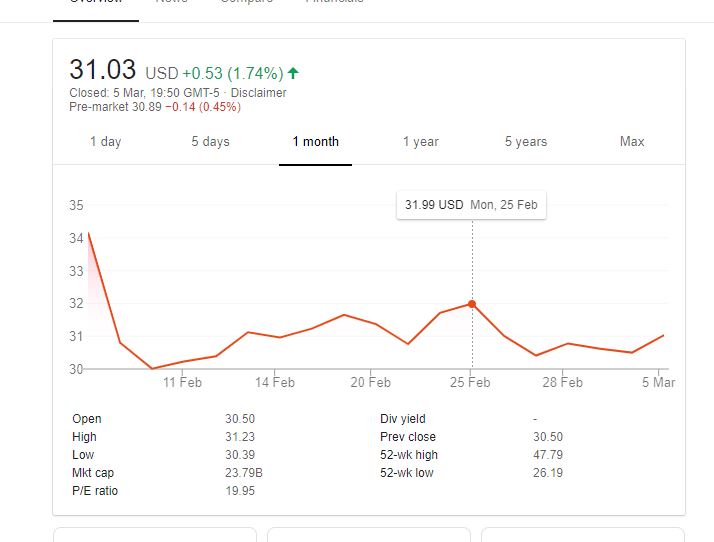 Overview News Compare Financials
31.03 USD +0.53 (1.74%)
Closed: 5 Mar, 19:50 GMT-5 · Disclaimer
Pre-market 30.89 −0.14 (0.45%)
1 day 5 days 1 month 1 year 5 years Max
31.99 USD Mon, 25 Feb
35
34
33
32
31
30
11 Feb 14 Feb 20 Feb 25 Feb 28 Feb 5 Mar
Open 30.50 Div yield -
High 31.23 Prev close 30.50
Low 30.39 52-wk high 47.79
Mkt cap 23.79B 52-wk low 26.19
P/E ratio 19.95